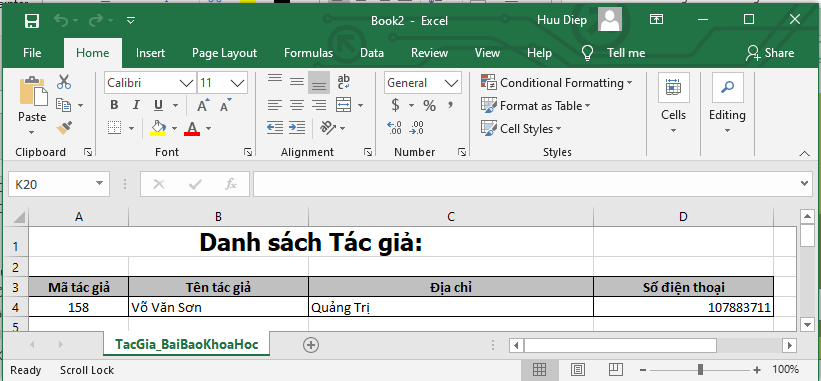 Book2 - Excel
Huu Diep
File Home Insert Page Layout Formulas Data Review View Help Tell me Share
Paste
Calibri 11
B I U A A
A
ab
c
General
$ % ,
Conditional Formatting
Format as Table
Cell Styles
Cells
Editing
Clipboard Font Alignment Number Styles
K20 fx
A B C D
1 Danh sách Tác giả:
2
3 Mã tác giả Tên tác giả Địa chỉ Số điện thoại
4 158 Võ Văn Sơn Quảng Trị 107883711
5
TacGia_BaiBaoKhoaHoc
Ready Scroll Lock 100%